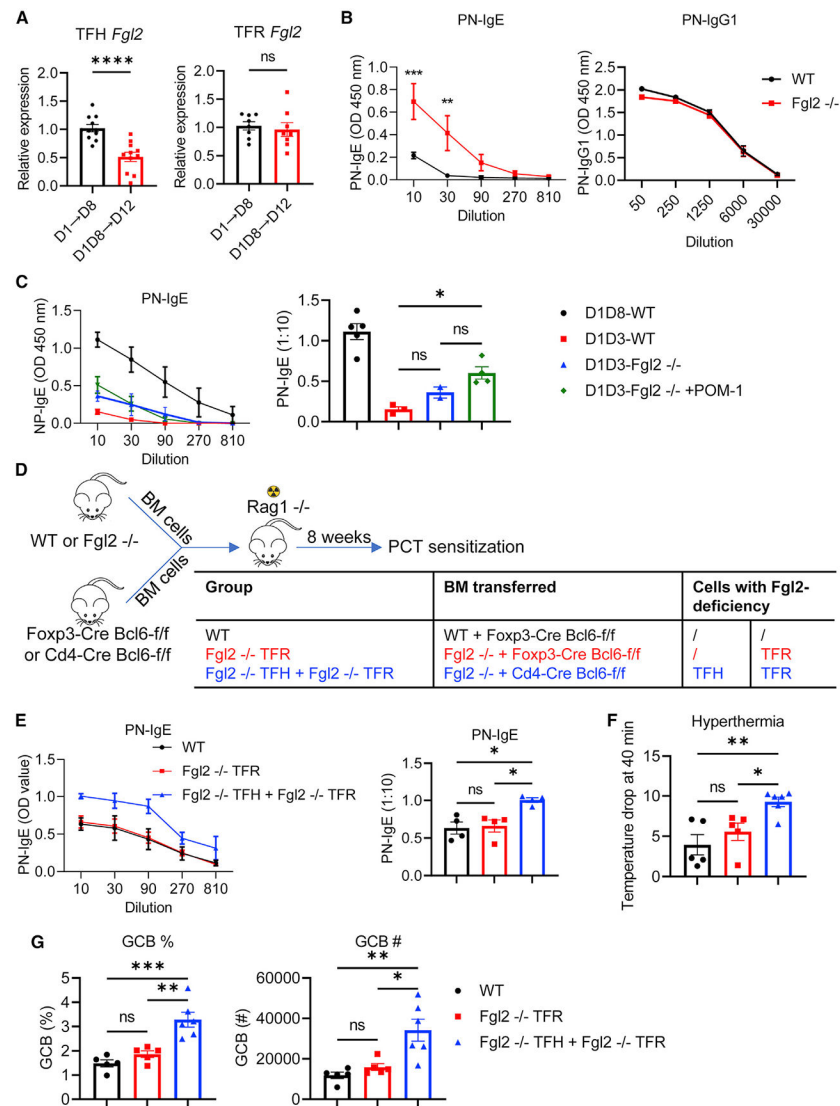 A
TFH Fgl2
****
Relative expression
2.0
1.5
1.0
0.5
0.0
D1→D8
D1D8→D12
TFR Fgl2
ns
Relative expression
2.0
1.5
1.0
0.5
0.0
D1→D8
D1D8→D12
B
PN-IgE
PN-IgE (OD 450 nm)
1.0
0.8
0.6
0.4
0.2
0
***
**
10 30 90 270 810
Dilution
PN-IgG1
PN-IgG1 (OD 450 nm)
2.5
2.0
1.5
1.0
0.5
0.0
50 250 1250 6000 30000
Dilution
WT
Fgl2 -/-
C
PN-IgE
NP-IgE (OD 450 nm)
1.5
1.0
0.5
0
10 30 90 270 810
Dilution
PN-IgE (1:10)
1.5
1.0
0.5
0.0
*
ns
ns
D1D8-WT
D1D3-WT
D1D3-Fgl2 -/-
D1D3-Fgl2 -/- +POM-1
D
WT or Fgl2 -/-
BM cells
BM cells
Foxp3-Cre Bcl6-f/f
or Cd4-Cre Bcl6-f/f
Rag1 -/-
8 weeks
PCT sensitization
Group BM transferred Cells with Fgl2-
deficiency
WT WT + Foxp3-Cre Bcl6-f/f / /
Fgl2 -/- TFR Fgl2 -/- + Foxp3-Cre Bcl6-f/f / TFR
Fgl2 -/- TFH + Fgl2 -/- TFR Fgl2 -/- + Cd4-Cre Bcl6-f/f TFH TFR
E
PN-IgE
WT
Fgl2 -/- TFR
Fgl2 -/- TFH + Fgl2 -/- TFR
PN-IgE (OD value)
1.5
1.0
0.5
0
10 30 90 270 810
Dilution
PN-IgE
PN-IgE (1:10)
1.5
1.0
0.5
0.0
*
ns
*
F
Hyperthermia
Temperature drop at 40 min
15
10
5
0
**
ns
*
G
GCB %
GCB (%)
5
4
3
2
1
0
***
ns
**
GCB #
GCB (#)
60000
40000
20000
0
**
ns
*
WT
Fgl2 -/- TFR
Fgl2 -/- TFH + Fgl2 -/- TFR